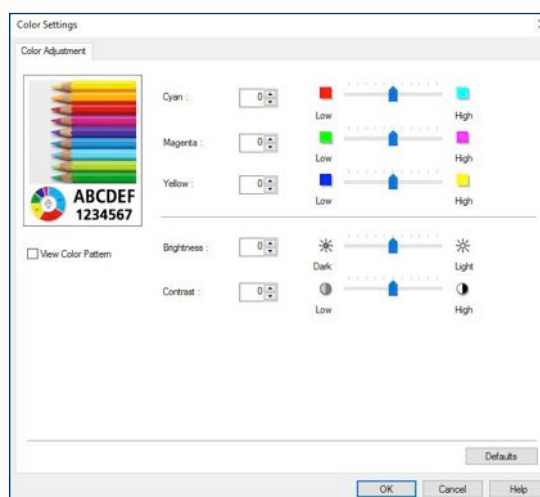 Color Settings
Color Adjustment
ABCDEF
1234567
View Color Pattern
Cyan : 0
Low High
Magenta : 0
Low High
Yellow : 0
Low High
Brightness : 0
Dark Light
Contrast : 0
Low High
Defaults
OK Cancel Help